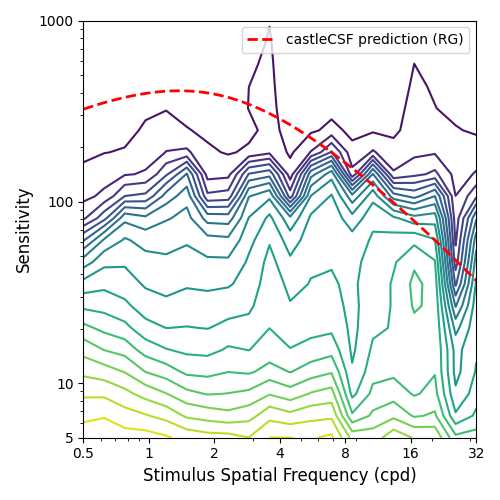 1000
castleCSF prediction (RG)
100
10
5
Sensitivity
0.5 1 2 4 8 16 32
Stimulus Spatial Frequency (cpd)